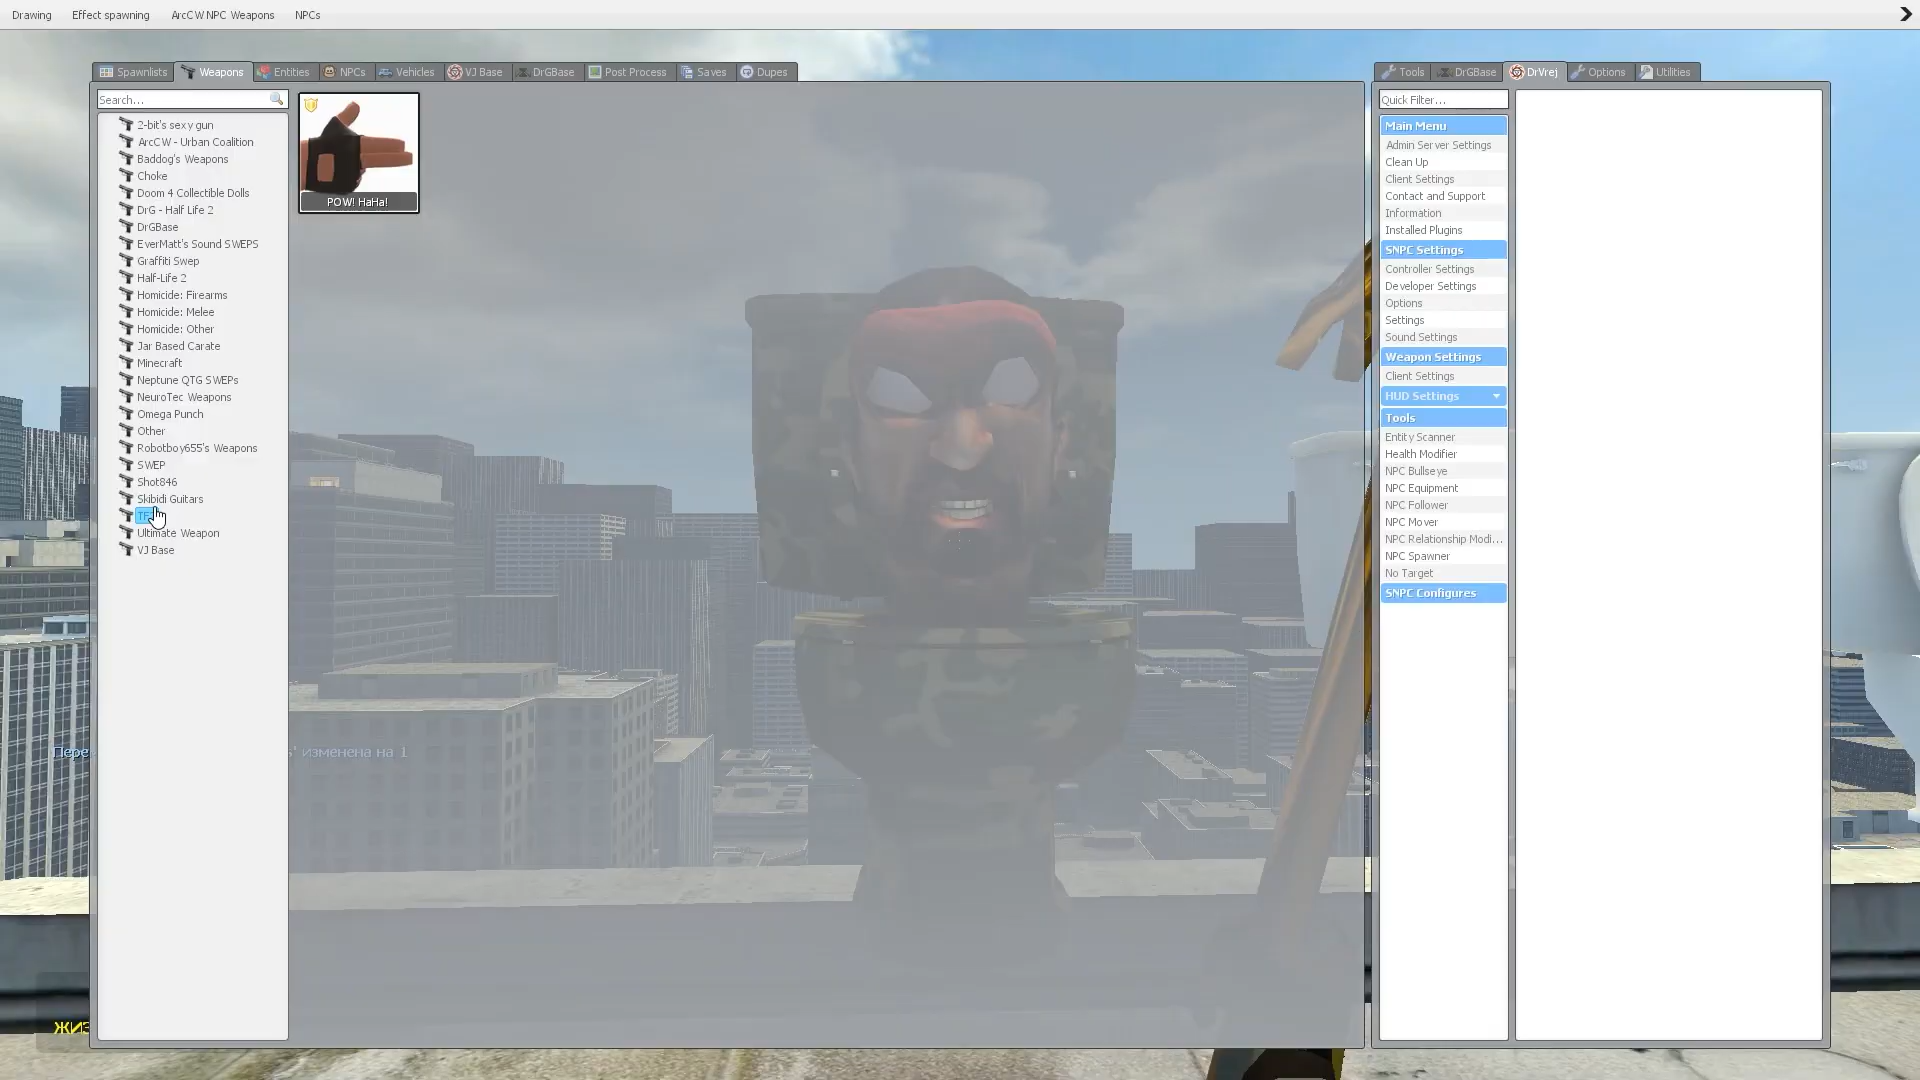 Drawing Effect spawning ArcCW NPC Weapons NPCs
Spawnlists Weapons Entities NPCs Vehicles VJ Base DrGBase Post Process Saves Dupes
Search...
2-bit's sexy gun
ArcCW - Urban Coalition
Baddog's Weapons
Choke
Doom 4 Collectible Dolls
DrG - Half Life 2
DrGBase
EverMatt's Sound SWEPS
Graffiti Swep
Half-Life 2
Homicide: Firearms
Homicide: Melee
Homicide: Other
Jar Based Carate
Minecraft
Neptune QTG SWEPs
NeuroTec Weapons
Omega Punch
Other
Robotboy655's Weapons
SWEP
Shot846
Skibidi Guitars
Ultimate Weapon
VJ Base
POW! HaHa!
изменена на 1
Tools DrGBase DrVrej Options Utilities
Quick Filter...
Main Menu
Admin Server Settings
Clean Up
Client Settings
Contact and Support
Information
Installed Plugins
SNPC Settings
Controller Settings
Developer Settings
Options
Settings
Sound Settings
Weapon Settings
Client Settings
HUD Settings
Tools
Entity Scanner
Health Modifier
NPC Bullseye
NPC Equipment
NPC Follower
NPC Mover
NPC Relationship Modi...
NPC Spawner
No Target
SNPC Configures